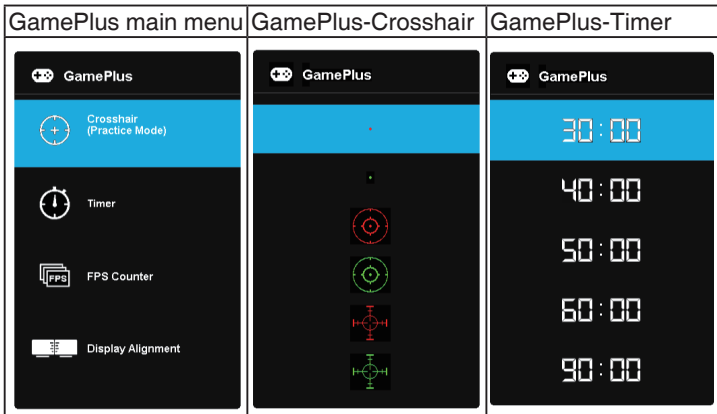 GamePlus main menu
GamePlus-Crosshair
GamePlus-Timer
GamePlus
Crosshair
(Practice Mode)
Timer
FPS
FPS Counter
Display Alignment
GamePlus
GamePlus
30:00
40:00
50:00
60:00
90:00